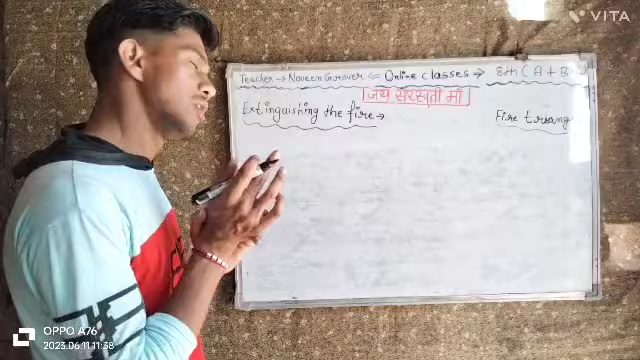 VITA
Teacher → Naveen Grover ⇐ Online classes → 8th ( A + B
जय सरस्वती माँ
Extinguishing the fire →
Fire triang
OPPO A76
2023.06.11 11:38